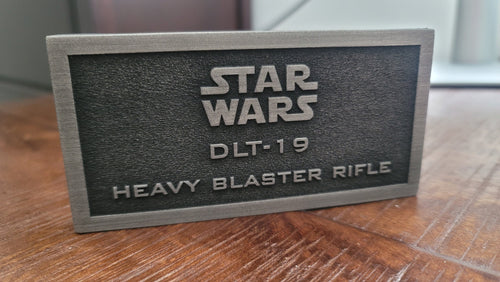 STAR
WARS
DLT-19
HEAVY BLASTER RIFLE